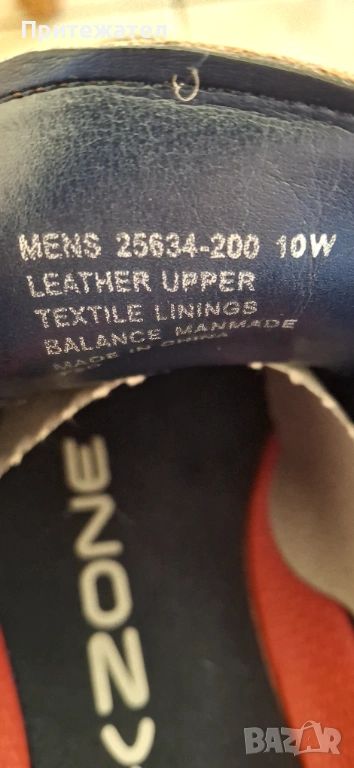 Притежател
MENS 25634-200 10W
LEATHER UPPER
TEXTILE LININGS
BALANCE MANMADE
MADE IN CHINA
ZONE
BAZAR